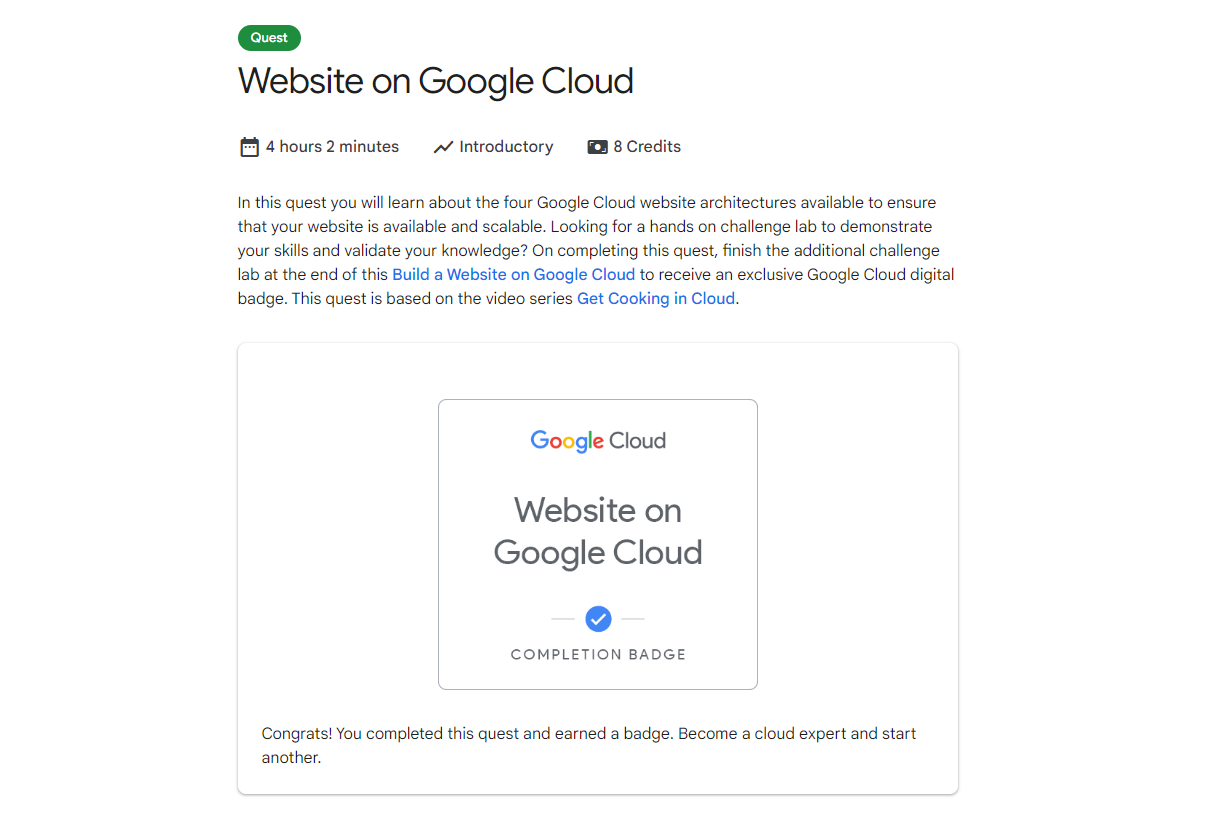 Quest
Website on Google Cloud
4 hours 2 minutes Introductory 8 Credits
In this quest you will learn about the four Google Cloud website architectures available to ensure
that your website is available and scalable. Looking for a hands on challenge lab to demonstrate
your skills and validate your knowledge? On completing this quest, finish the additional challenge
lab at the end of this Build a Website on Google Cloud to receive an exclusive Google Cloud digital
badge. This quest is based on the video series Get Cooking in Cloud.
Google Cloud
Website on
Google Cloud
COMPLETION BADGE
Congrats! You completed this quest and earned a badge. Become a cloud expert and start
another.